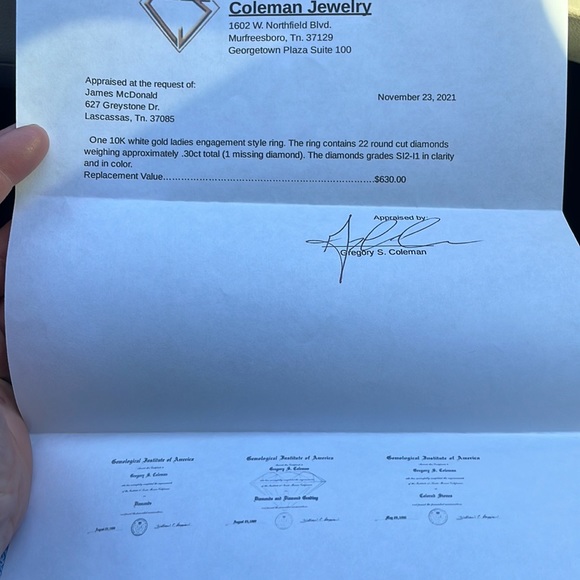 Coleman Jewelry
1602 W. Northfield Blvd.
Murfreesboro, Tn. 37129
Georgetown Plaza Suite 100
Appraised at the request of:
James McDonald
November 23, 2021
627 Greystone Dr.
Lascassas, Tn. 37085
One 10K white gold ladies engagement style ring. The ring contains 22 round cut diamonds
weighing approximately .30ct total (1 missing diamond). The diamonds grades SI2-I1 in clarity
and in color.
Replacement Value......................................................................$630.00
Appraised by:
Gregory S. Coleman
Gemological Institute of America
Gregory S. Coleman
Diamonds
Gemological Institute of America
Gregory S. Coleman
Diamonds and Diamond Grading
Gemological Institute of America
Gregory S. Coleman
Colored Stones